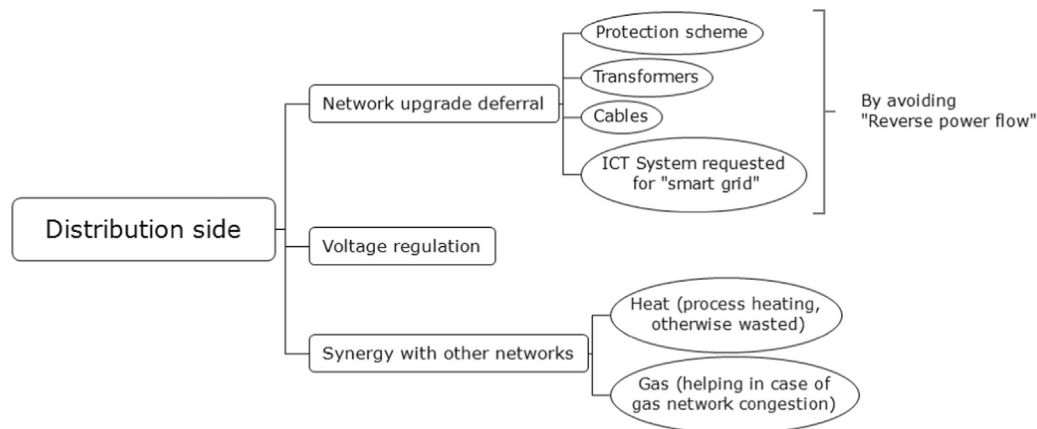 Protection scheme
Network upgrade deferral
Transformers
Cables
ICT System requested
for "smart grid"
By avoiding
"Reverse power flow"
Distribution side
Voltage regulation
Synergy with other networks
Heat (process heating,
otherwise wasted)
Gas (helping in case of
gas network congestion)